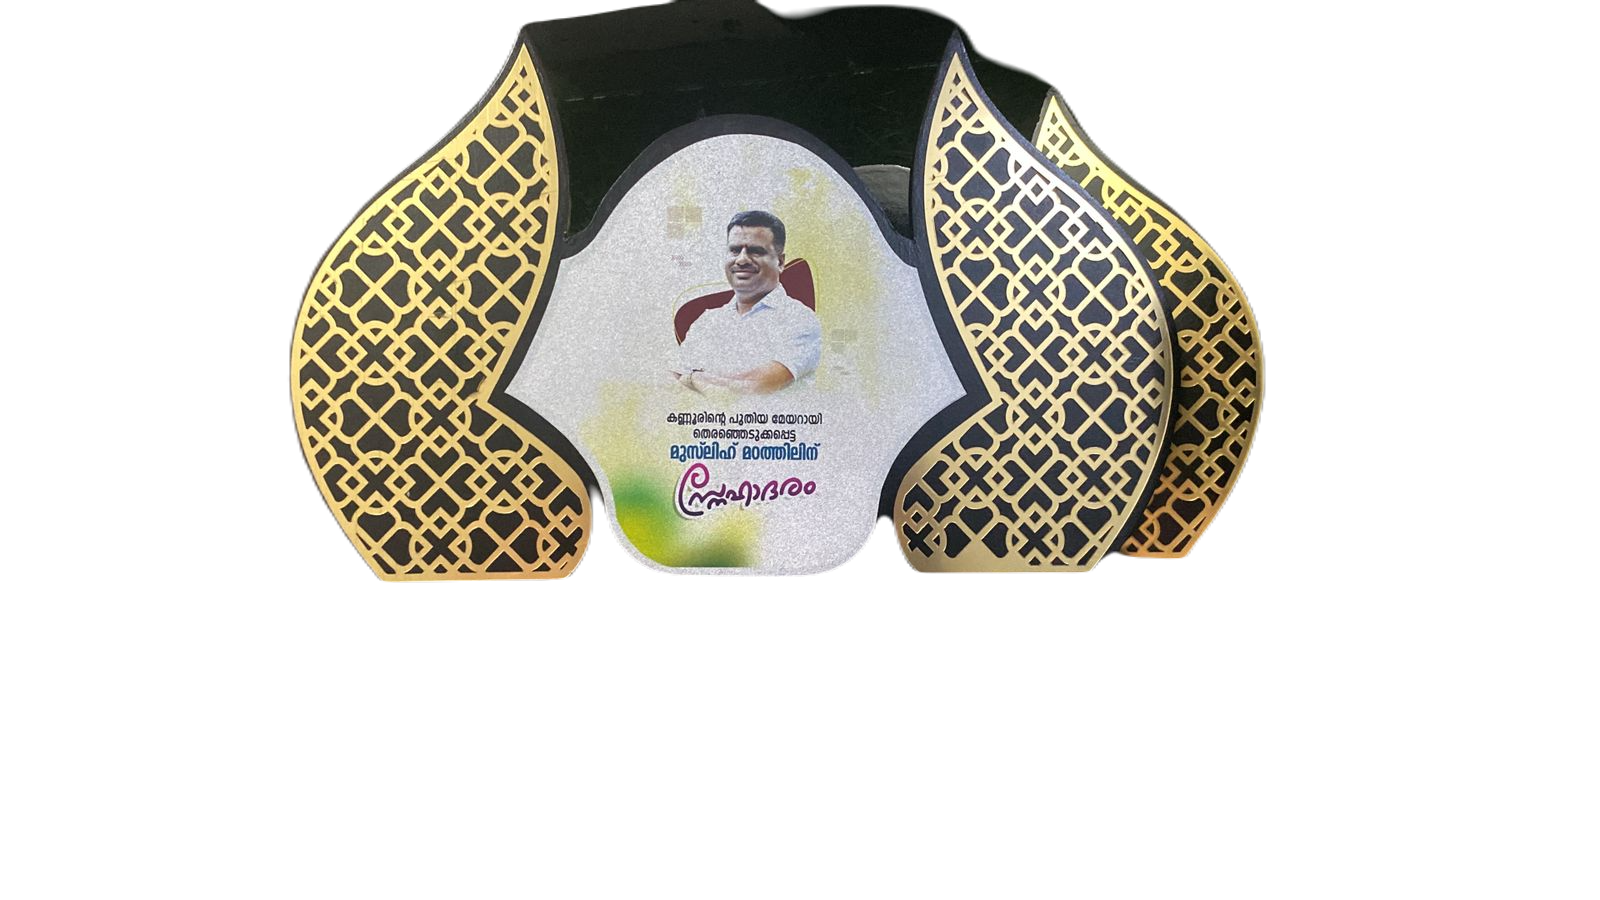 കണ്ണൂരിന്റെ പുതിയ മേയറായി
തെരഞ്ഞെടുക്കപ്പെട്ട
മുസ്‌ലിഹ് മഠത്തിലിന്
സ്നേഹാദരം